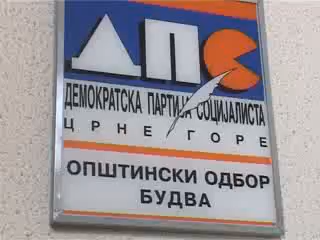 ДПС
ДЕМОКРАТСКА ПАРТИЈА СОЦИЈАЛИСТА
ЦРНЕ ГОРЕ
ОПШТИНСКИ ОДБОР
БУДВА